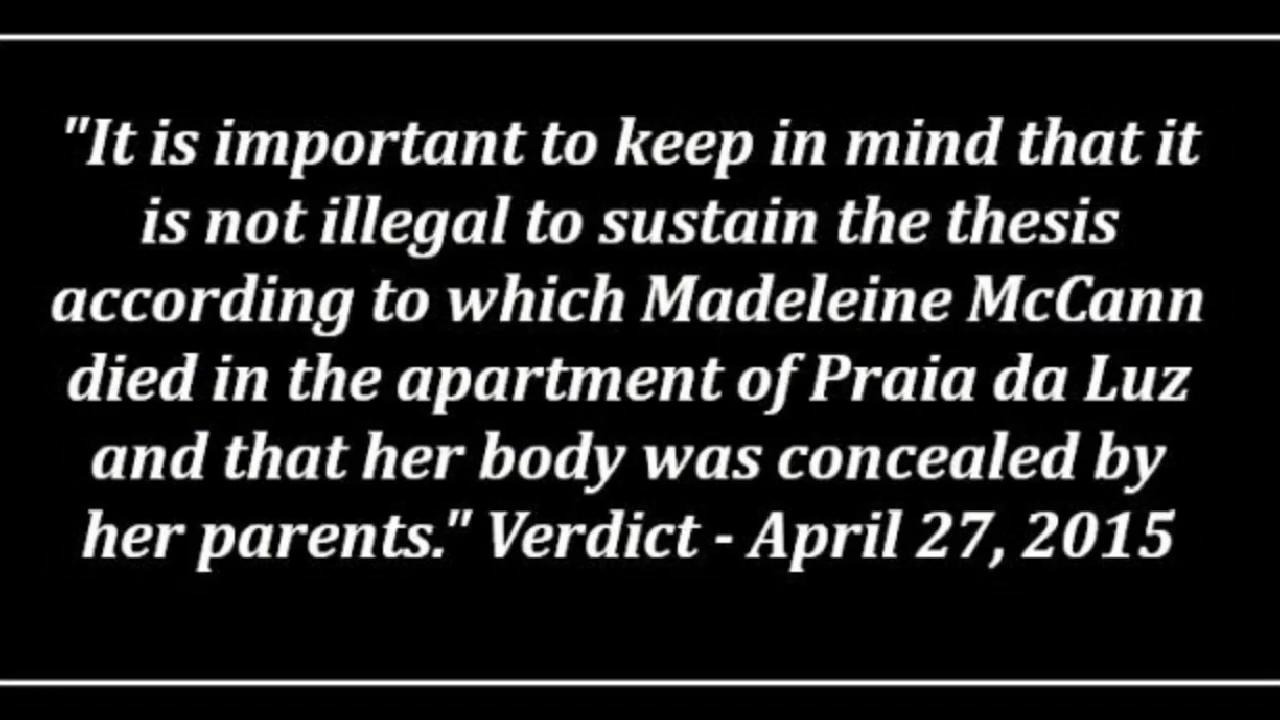 "It is important to keep in mind that it
is not illegal to sustain the thesis
according to which Madeleine McCann
died in the apartment of Praia da Luz
and that her body was concealed by
her parents." Verdict - April 27, 2015